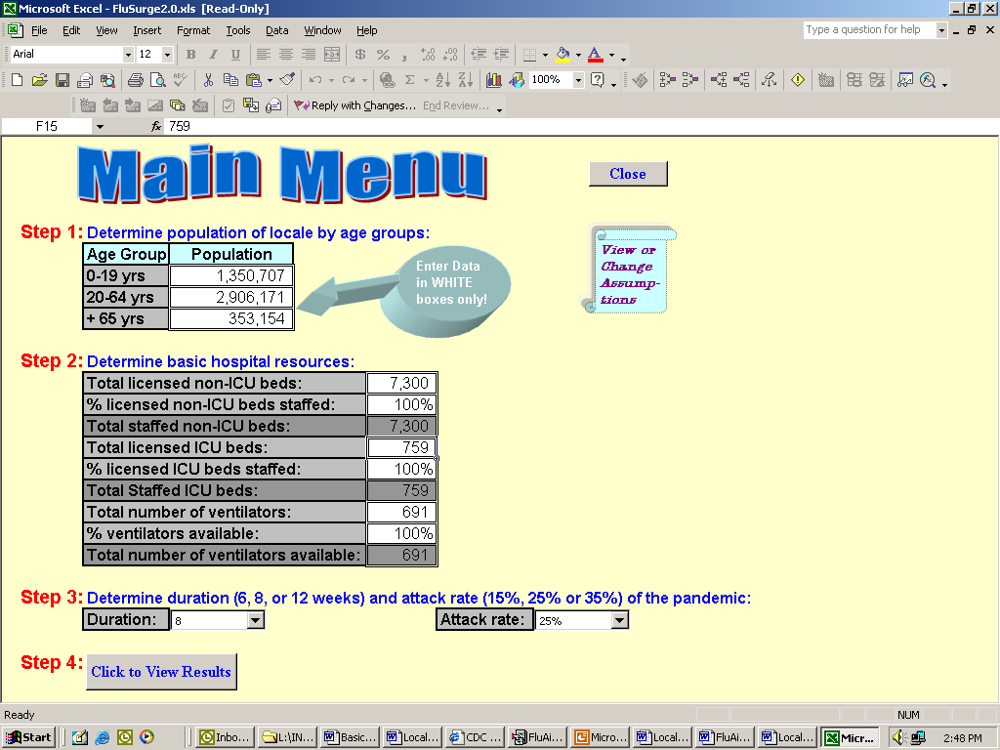 Microsoft Excel - FluSurge2.0.xls [Read-Only]
File Edit View Insert Format Tools Data Window Help Type a question for help
Arial 12 B I U $ % ,
100%
Reply with Changes... End Review...
F15 fx 759
Main Menu
Close
Step 1: Determine population of locale by age groups:
Age Group Population
0-19 yrs 1,350,707
20-64 yrs 2,906,171
+ 65 yrs 353,154
Enter Data
in WHITE
boxes only!
View or
Change
Assump-
tions
Step 2: Determine basic hospital resources:
Total licensed non-ICU beds: 7,300
% licensed non-ICU beds staffed: 100%
Total staffed non-ICU beds: 7,300
Total licensed ICU beds: 759
% licensed ICU beds staffed: 100%
Total Staffed ICU beds: 759
Total number of ventilators: 691
% ventilators available: 100%
Total number of ventilators available: 691
Step 3: Determine duration (6, 8, or 12 weeks) and attack rate (15%, 25% or 35%) of the pandemic:
Duration: 8 Attack rate: 25%
Step 4: Click to View Results
Ready NUM
Start Inbo... L:\IN... Basic... Local... CDC ... FluAi... Micro... Local... FluAi... Local... Micr... 2:48 PM